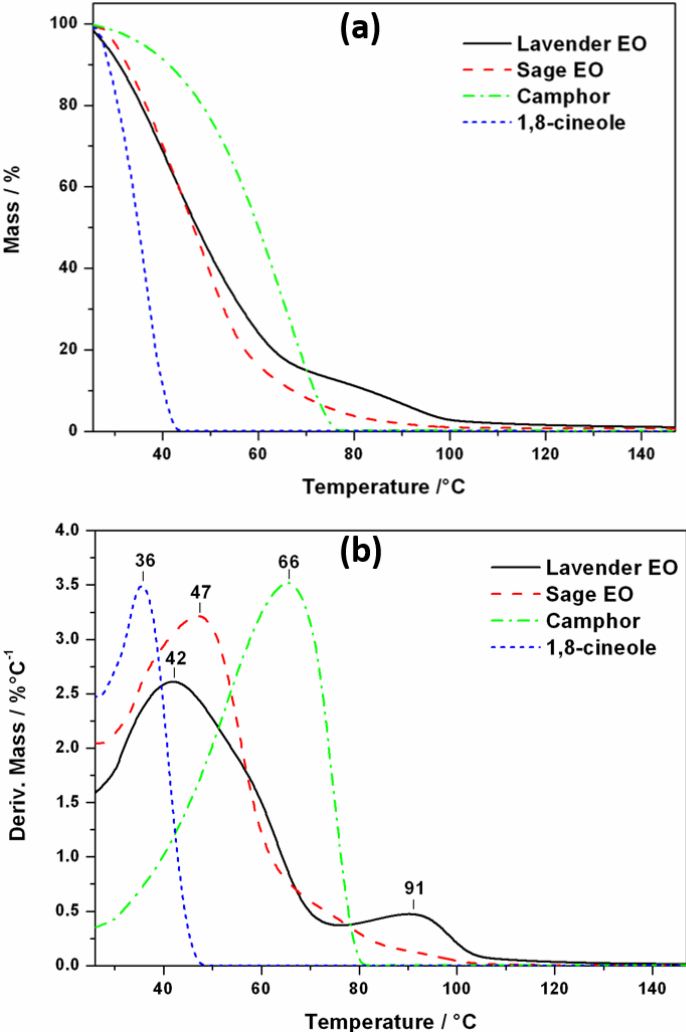 (a)
100
80
60
40
20
0
Mass / %
Lavender EO
Sage EO
Camphor
1,8-cineole
40 60 80 100 120 140
Temperature /°C
(b)
4.0
3.5
3.0
2.5
2.0
1.5
1.0
0.5
0.0
Deriv. Mass / %°C-1
36
47
42
66
91
Lavender EO
Sage EO
Camphor
1,8-cineole
40 60 80 100 120 140
Temperature / °C